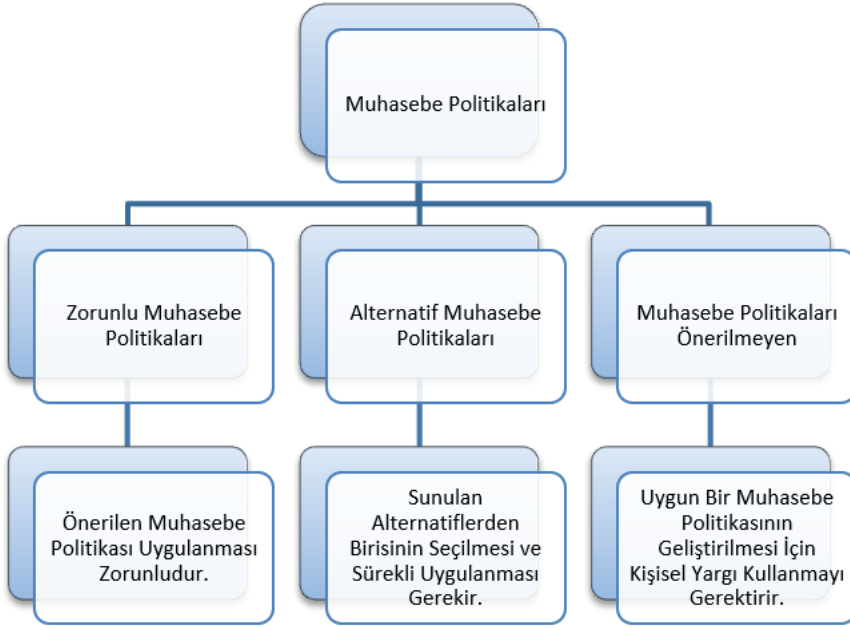 Muhasebe Politikaları
Zorunlu Muhasebe
Politikaları
Alternatif Muhasebe
Politikaları
Muhasebe Politikaları
Önerilmeyen
Önerilen Muhasebe
Politikası Uygulanması
Zorunludur.
Sunulan
Alternatiflerden
Birisinin Seçilmesi ve
Sürekli Uygulanması
Gerekir.
Uygun Bir Muhasebe
Politikasının
Geliştirilmesi İçin
Kişisel Yargı Kullanmayı
Gerektirir.